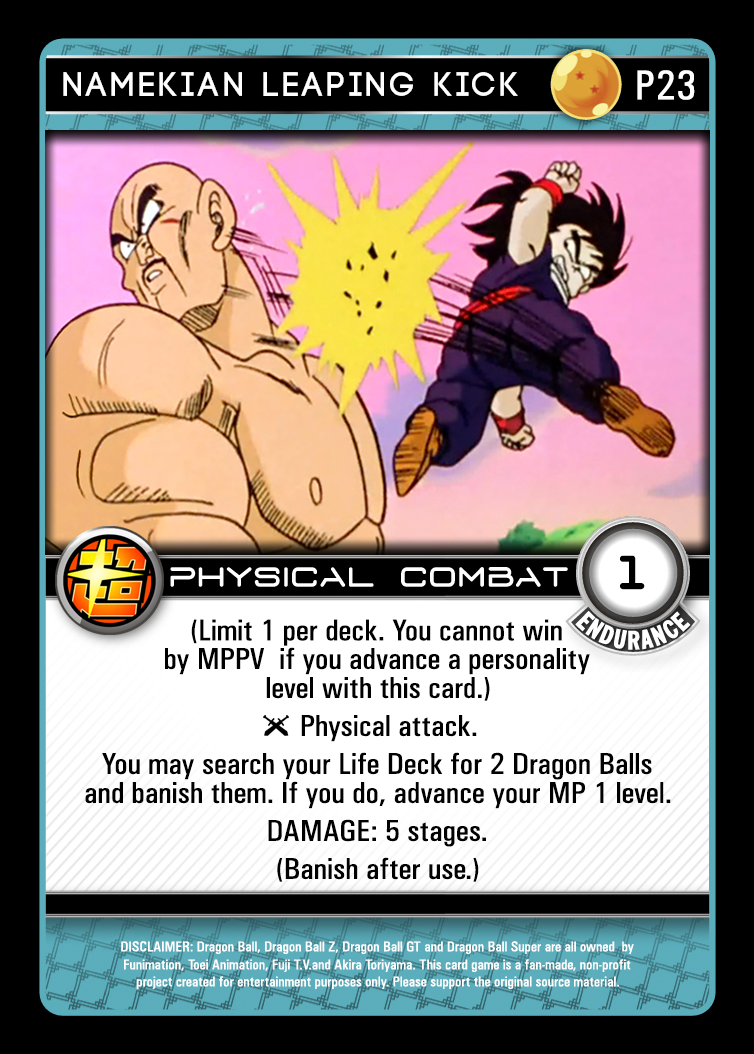 NAMEKIAN LEAPING KICK P23
PHYSICAL COMBAT 1
ENDURANCE
(Limit 1 per deck. You cannot win
by MPPV if you advance a personality
level with this card.)
Physical attack.
You may search your Life Deck for 2 Dragon Balls
and banish them. If you do, advance your MP 1 level.
DAMAGE: 5 stages.
(Banish after use.)
DISCLAIMER: Dragon Ball, Dragon Ball Z, Dragon Ball GT and Dragon Ball Super are all owned by
Funimation, Toei Animation, Fuji T.V.and Akira Toriyama. This card game is a fan-made, non-profit
project created for entertainment purposes only. Please support the original source material.